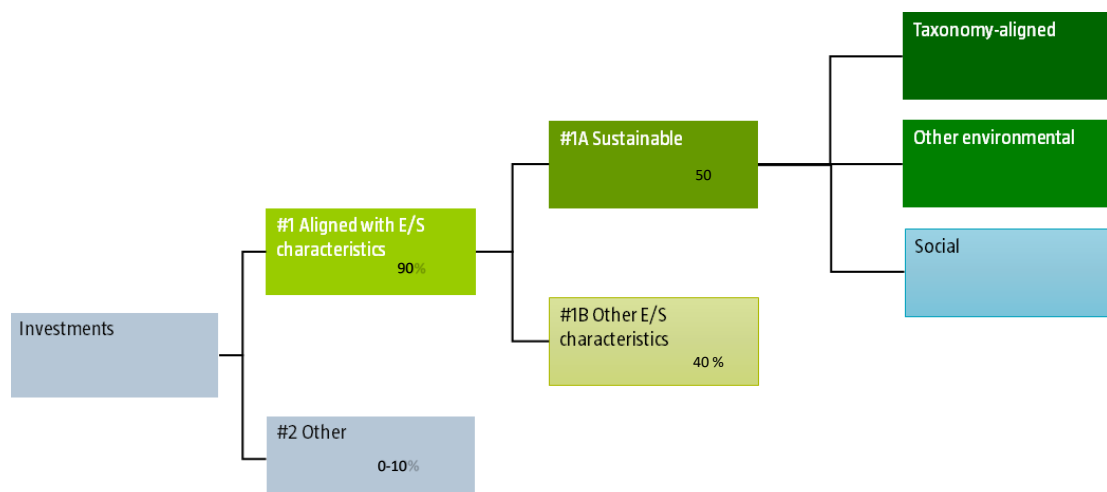 Taxonomy-aligned
#1A Sustainable
50
Other environmental
#1 Aligned with E/S
characteristics
90%
Social
Investments
#1B Other E/S
characteristics
40 %
#2 Other
0-10%